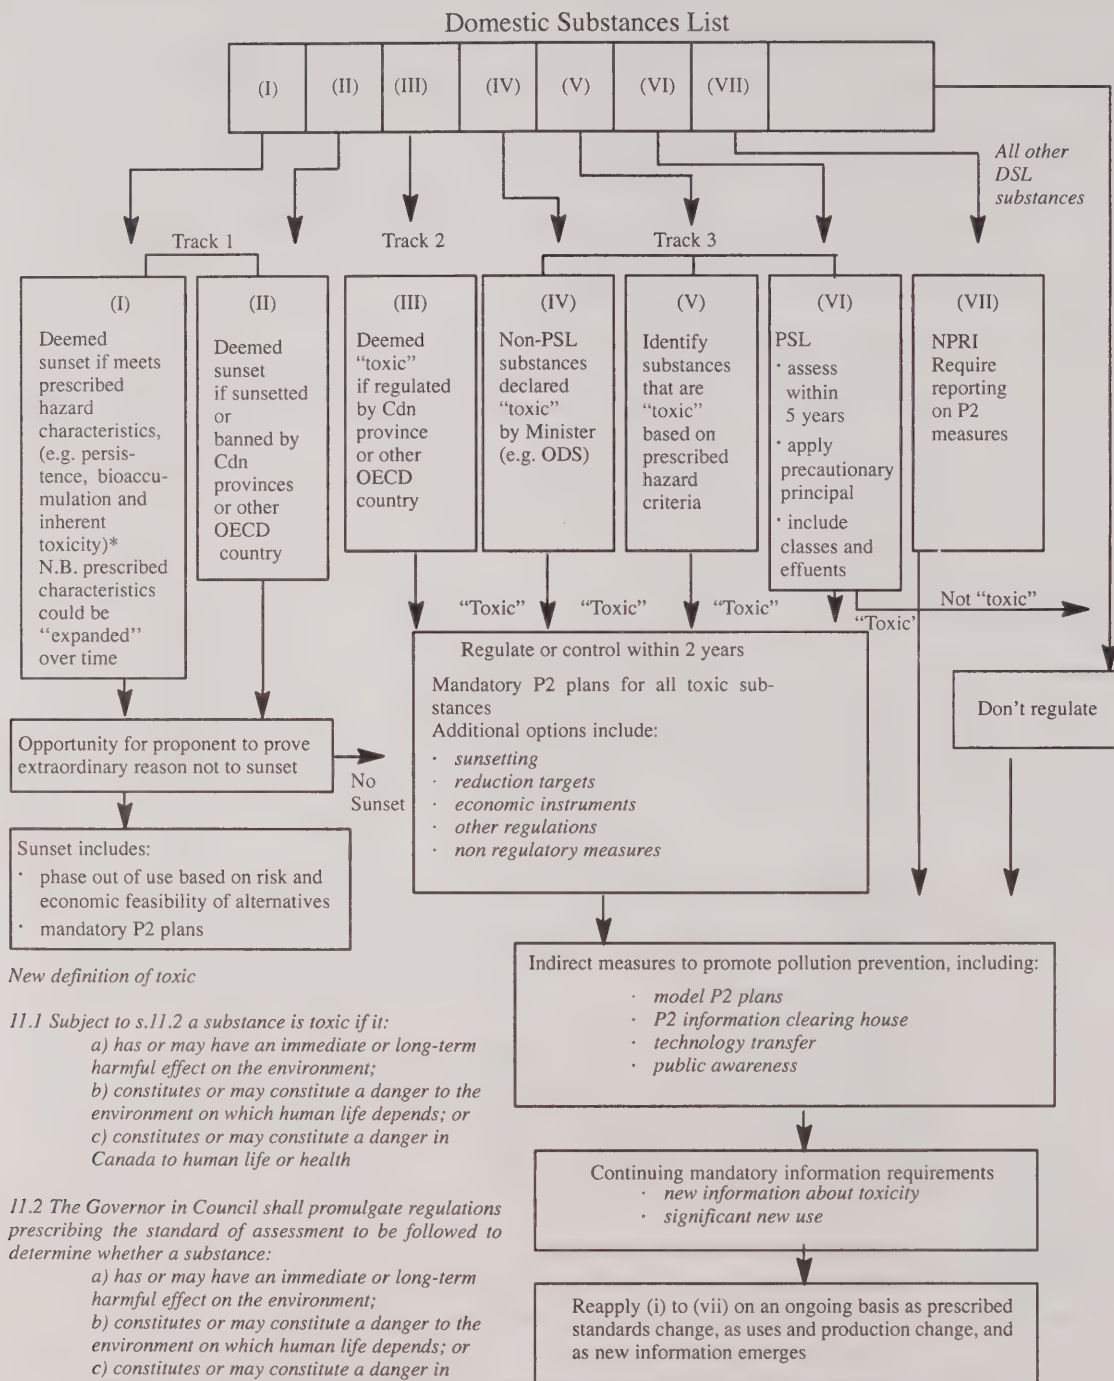 Domestic Substances List
(I)
(II)
(III)
(IV)
(V)
(VI)
(VII)
All other
DSL
substances
Track 1
Track 2
Track 3
(I)
Deemed
sunset if meets
prescribed
hazard
characteristics,
(e.g. persis-
tence, bioaccu-
mulation and
inherent
toxicity)*
N.B. prescribed
characteristics
could be
"expanded"
over time
(II)
Deemed
sunset
if sunsetted
or
banned by
Cdn
provinces
or other
OECD
country
(III)
Deemed
"toxic"
if regulated
by Cdn
province
or other
OECD
country
(IV)
Non-PSL
substances
declared
"toxic"
by Minister
(e.g. ODS)
(V)
Identify
substances
that are
"toxic"
based on
prescribed
hazard
criteria
(VI)
PSL
· assess
within
5 years
· apply
precautionary
principal
· include
classes and
effuents
(VII)
NPRI
Require
reporting
on P2
measures
"Toxic"
"Toxic"
"Toxic"
"Toxic'
Not "toxic"
Opportunity for proponent to prove
extraordinary reason not to sunset
No
Sunset
Regulate or control within 2 years
Mandatory P2 plans for all toxic sub-
stances
Additional options include:
· sunsetting
· reduction targets
· economic instruments
· other regulations
· non regulatory measures
Don't regulate
Sunset includes:
· phase out of use based on risk and
economic feasibility of alternatives
· mandatory P2 plans
Indirect measures to promote pollution prevention, including:
· model P2 plans
· P2 information clearing house
· technology transfer
· public awareness
Continuing mandatory information requirements
· new information about toxicity
· significant new use
Reapply (i) to (vii) on an ongoing basis as prescribed
standards change, as uses and production change, and
as new information emerges
New definition of toxic
11.1 Subject to s.11.2 a substance is toxic if it:
a) has or may have an immediate or long-term
harmful effect on the environment;
b) constitutes or may constitute a danger to the
environment on which human life depends; or
c) constitutes or may constitute a danger in
Canada to human life or health
11.2 The Governor in Council shall promulgate regulations
prescribing the standard of assessment to be followed to
determine whether a substance:
a) has or may have an immediate or long-term
harmful effect on the environment;
b) constitutes or may constitute a danger to the
environment on which human life depends; or
c) constitutes or may constitute a danger in